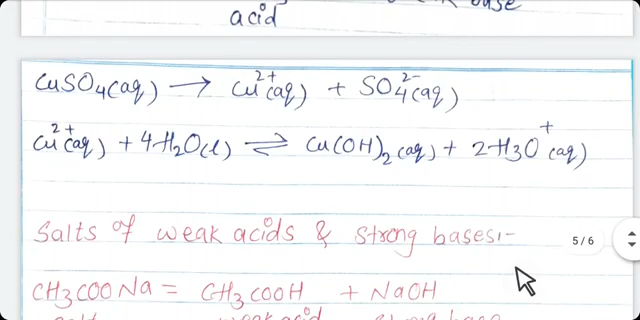 acid
CuSO4(aq) → Cu2+(aq) + SO42-(aq)
Cu2+(aq) + 4H2O(l) ⇌ Cu(OH)2(aq) + 2H3O+(aq)
Salts of weak acids & strong bases:-
5/6
CH3COONa = CH3COOH + NaOH